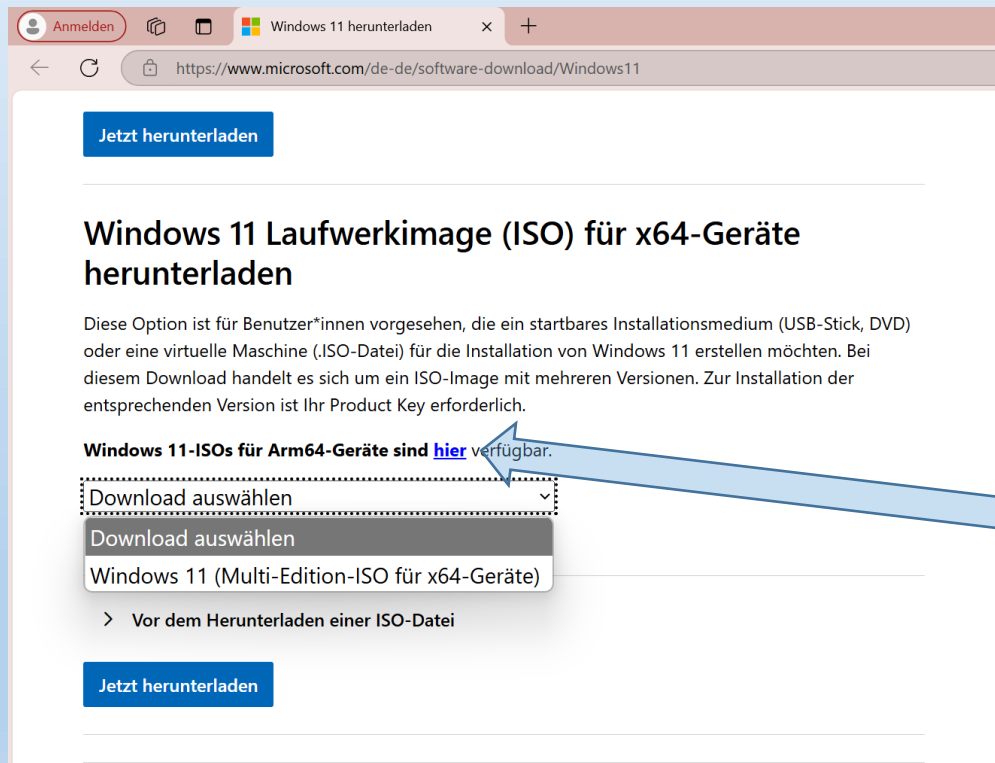 Anmelden
Windows 11 herunterladen
https://www.microsoft.com/de-de/software-download/Windows11
Jetzt herunterladen
Windows 11 Laufwerkimage (ISO) für x64-Geräte
herunterladen
Diese Option ist für Benutzer*innen vorgesehen, die ein startbares Installationsmedium (USB-Stick, DVD)
oder eine virtuelle Maschine (.ISO-Datei) für die Installation von Windows 11 erstellen möchten. Bei
diesem Download handelt es sich um ein ISO-Image mit mehreren Versionen. Zur Installation der
entsprechenden Version ist Ihr Product Key erforderlich.
Windows 11-ISOs für Arm64-Geräte sind hier verfügbar.
Download auswählen
Download auswählen
Windows 11 (Multi-Edition-ISO für x64-Geräte)
Vor dem Herunterladen einer ISO-Datei
Jetzt herunterladen